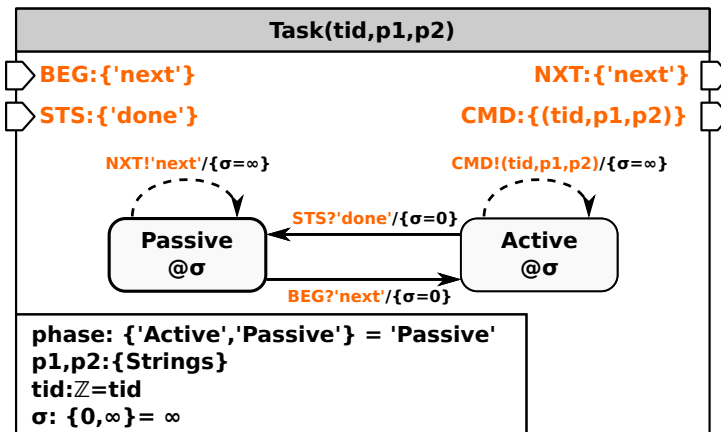 Task(tid,p1,p2)
BEG:{'next'}
NXT:{'next'}
STS:{'done'}
CMD:{(tid,p1,p2)}
NXT!'next'/{σ=∞}
CMD!(tid,p1,p2)/{σ=∞}
STS?'done'/{σ=0}
Passive
@σ
Active
@σ
BEG?'next'/{σ=0}
phase: {'Active','Passive'} = 'Passive'
p1,p2:{Strings}
tid:ℤ=tid
σ: {0,∞}= ∞